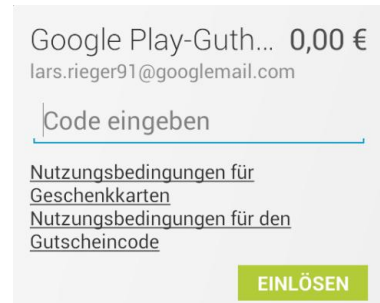 Google Play-Guth... 0,00 €
lars.rieger91@googlemail.com
Code eingeben
Nutzungsbedingungen für
Geschenkkarten
Nutzungsbedingungen für den
Gutscheincode
EINLÖSEN